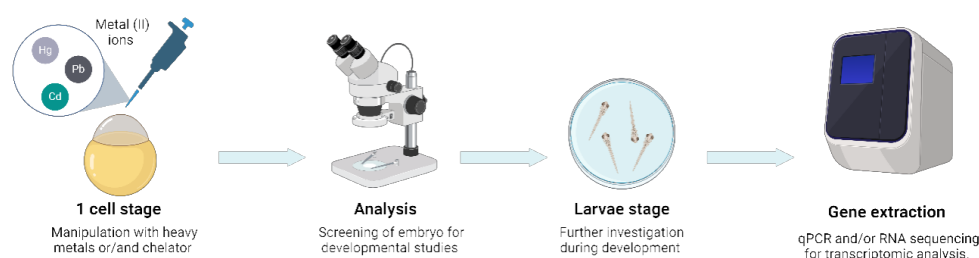 Metal (II)
ions
Hg
Pb
Cd
1 cell stage
Manipulation with heavy
metals or/and chelator
Analysis
Screening of embryo for
developmental studies
Larvae stage
Further investigation
during development
Gene extraction
qPCR and/or RNA sequencing
for transcriptomic analysis.